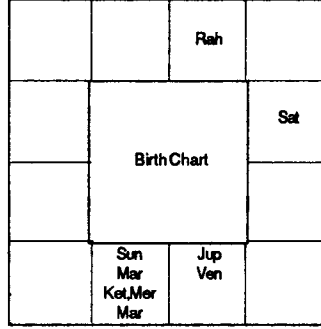 Rah
Sat
Birth Chart
Sun
Mar
Ket,Mer
Mar
Jup
Ven